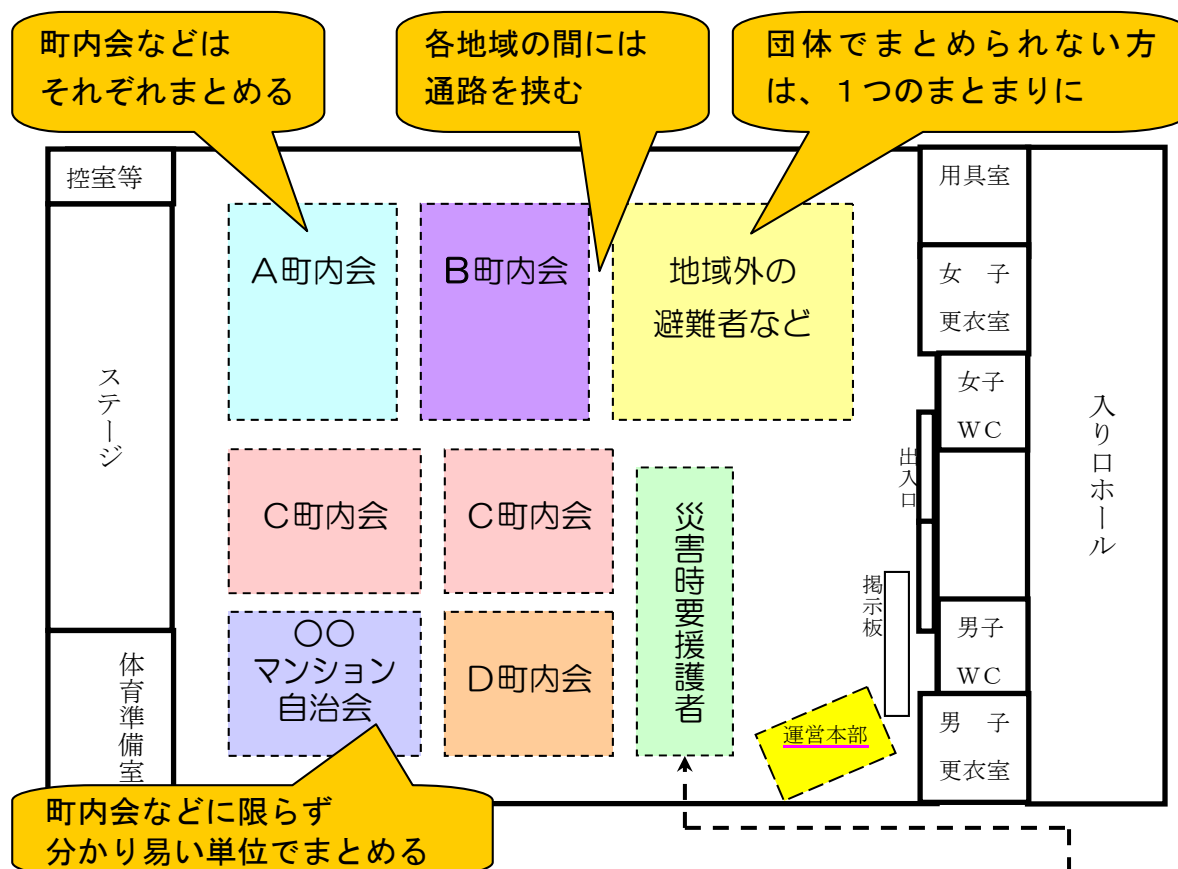 町内会などは
それぞれまとめる
各地域の間には
通路を挟む
団体でまとめられない方
は、１つのまとまりに
控室等
ステージ
体育準備室
A町内会
B町内会
地域外の
避難者など
C町内会
C町内会
〇〇
マンション
自治会
D町内会
災害時要援護者
運営本部
掲示板
出入口
用具室
女　子
更衣室
女子
ＷＣ
男子
ＷＣ
男　子
更衣室
入り口ホール
町内会などに限らず
分かり易い単位でまとめる